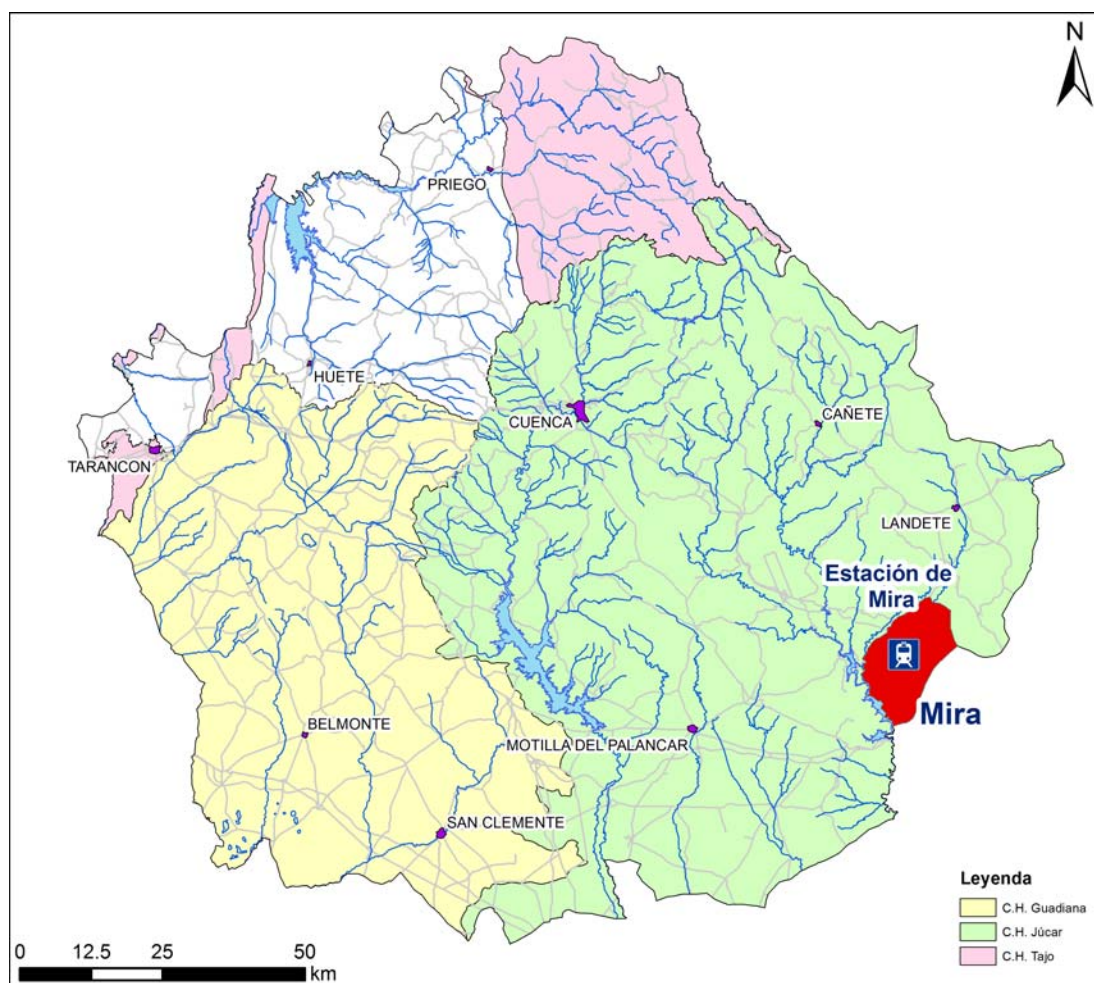 N
PRIEGO
HUETE
CUENCA
CAÑETE
TARANCON
LANDETE
Estación de
Mira
Mira
BELMONTE
MOTILLA DEL PALANCAR
SAN CLEMENTE
Leyenda
C.H. Guadiana
C.H. Júcar
C.H. Tajo
0 12.5 25 50
km